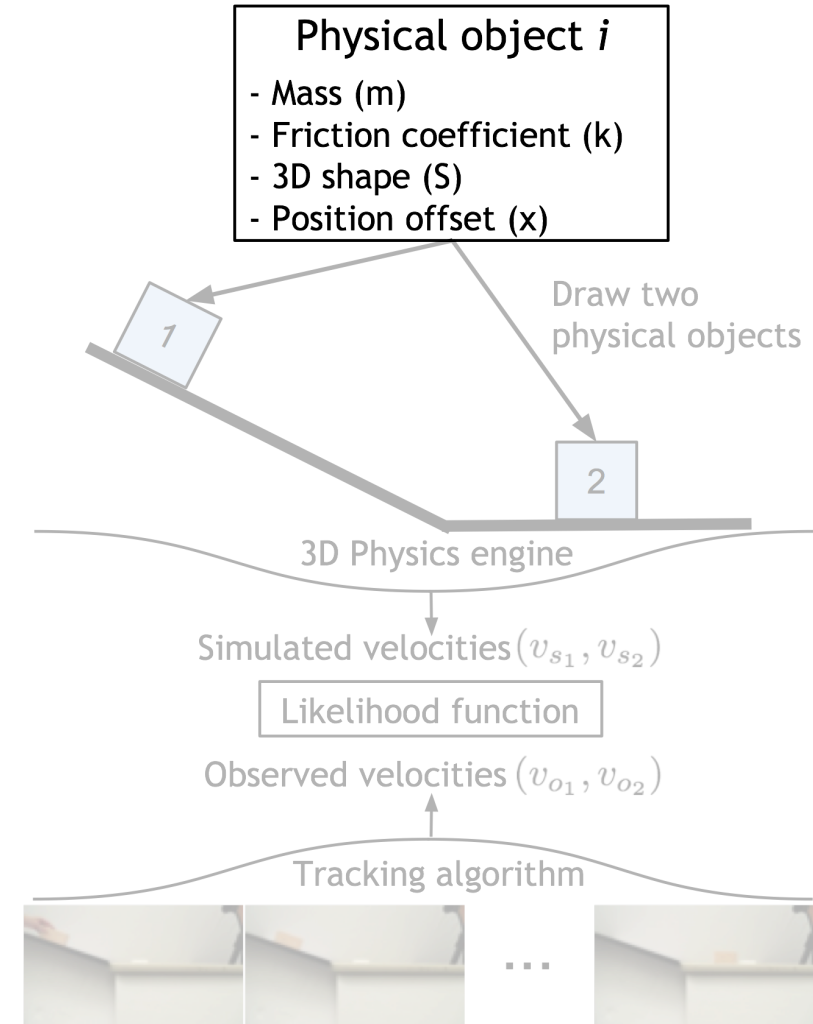 Physical object i
- Mass (m)
- Friction coefficient (k)
- 3D shape (S)
- Position offset (x)
Draw two
physical objects
1
2
3D Physics engine
Simulated velocities (v_{s_1}, v_{s_2})
Likelihood function
Observed velocities (v_{o_1}, v_{o_2})
Tracking algorithm
...